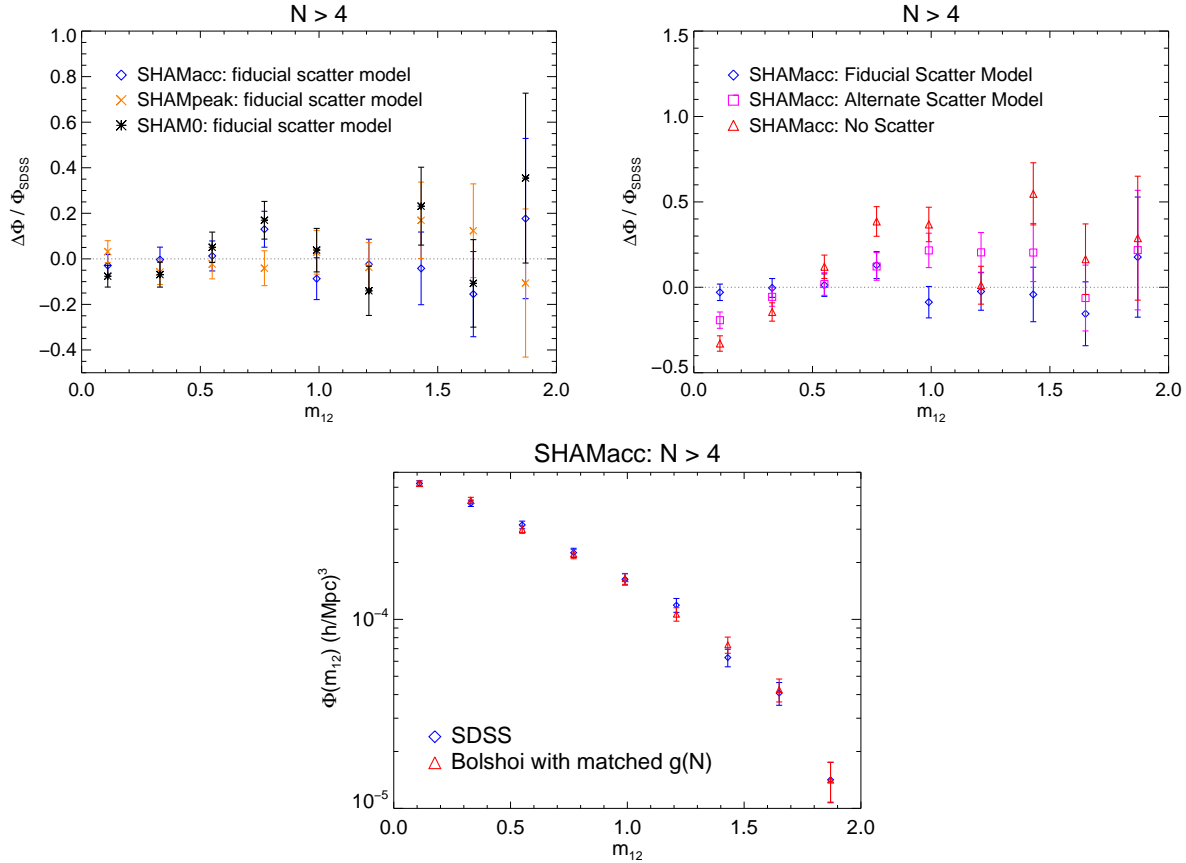 N > 4
1.0
0.8
0.6
0.4
0.2
0.0
−0.2
−0.4
ΔΦ / Φ_SDSS
SHAMacc: fiducial scatter model
SHAMpeak: fiducial scatter model
SHAM0: fiducial scatter model
0.0 0.5 1.0 1.5 2.0
m₁₂
N > 4
1.5
1.0
0.5
0.0
−0.5
ΔΦ / Φ_SDSS
SHAMacc: Fiducial Scatter Model
SHAMacc: Alternate Scatter Model
SHAMacc: No Scatter
0.0 0.5 1.0 1.5 2.0
m₁₂
SHAMacc: N > 4
10⁻⁴
10⁻⁵
Φ(m₁₂) (h/Mpc)³
SDSS
Bolshoi with matched g(N)
0.0 0.5 1.0 1.5 2.0
m₁₂